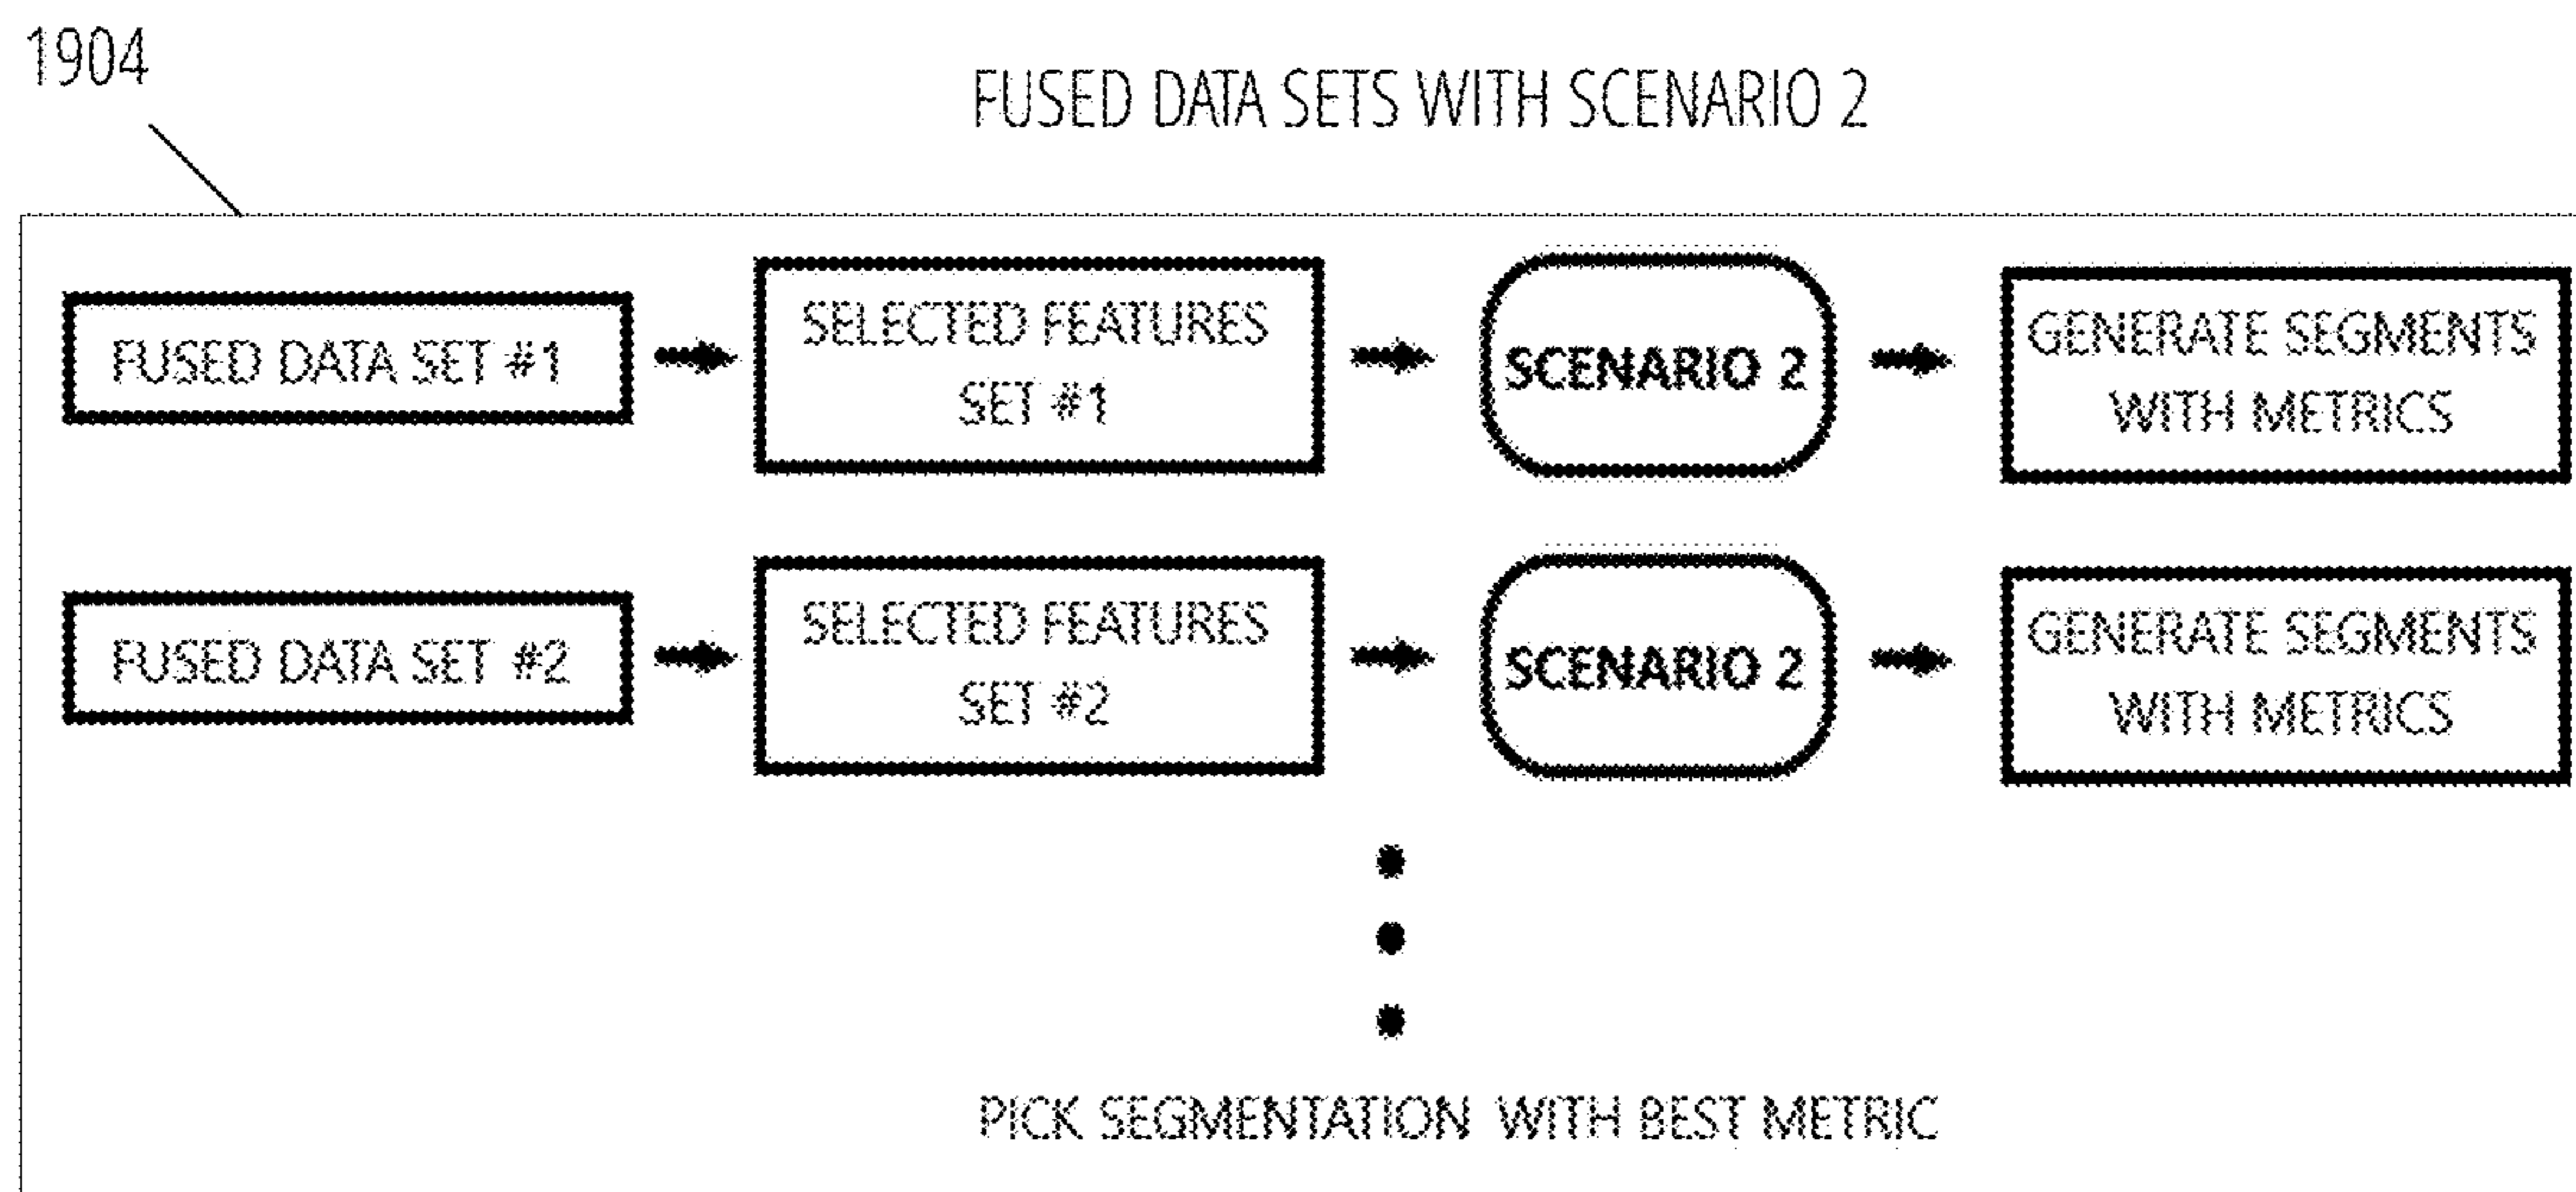 1904
FUSED DATA SETS WITH SCENARIO 2
FUSED DATA SET #1
SELECTED FEATURES
SET #1
SCENARIO 2
GENERATE SEGMENTS
WITH METRICS
FUSED DATA SET #2
SELECTED FEATURES
SET #2
SCENARIO 2
GENERATE SEGMENTS
WITH METRICS
PICK SEGMENTATION WITH BEST METRIC